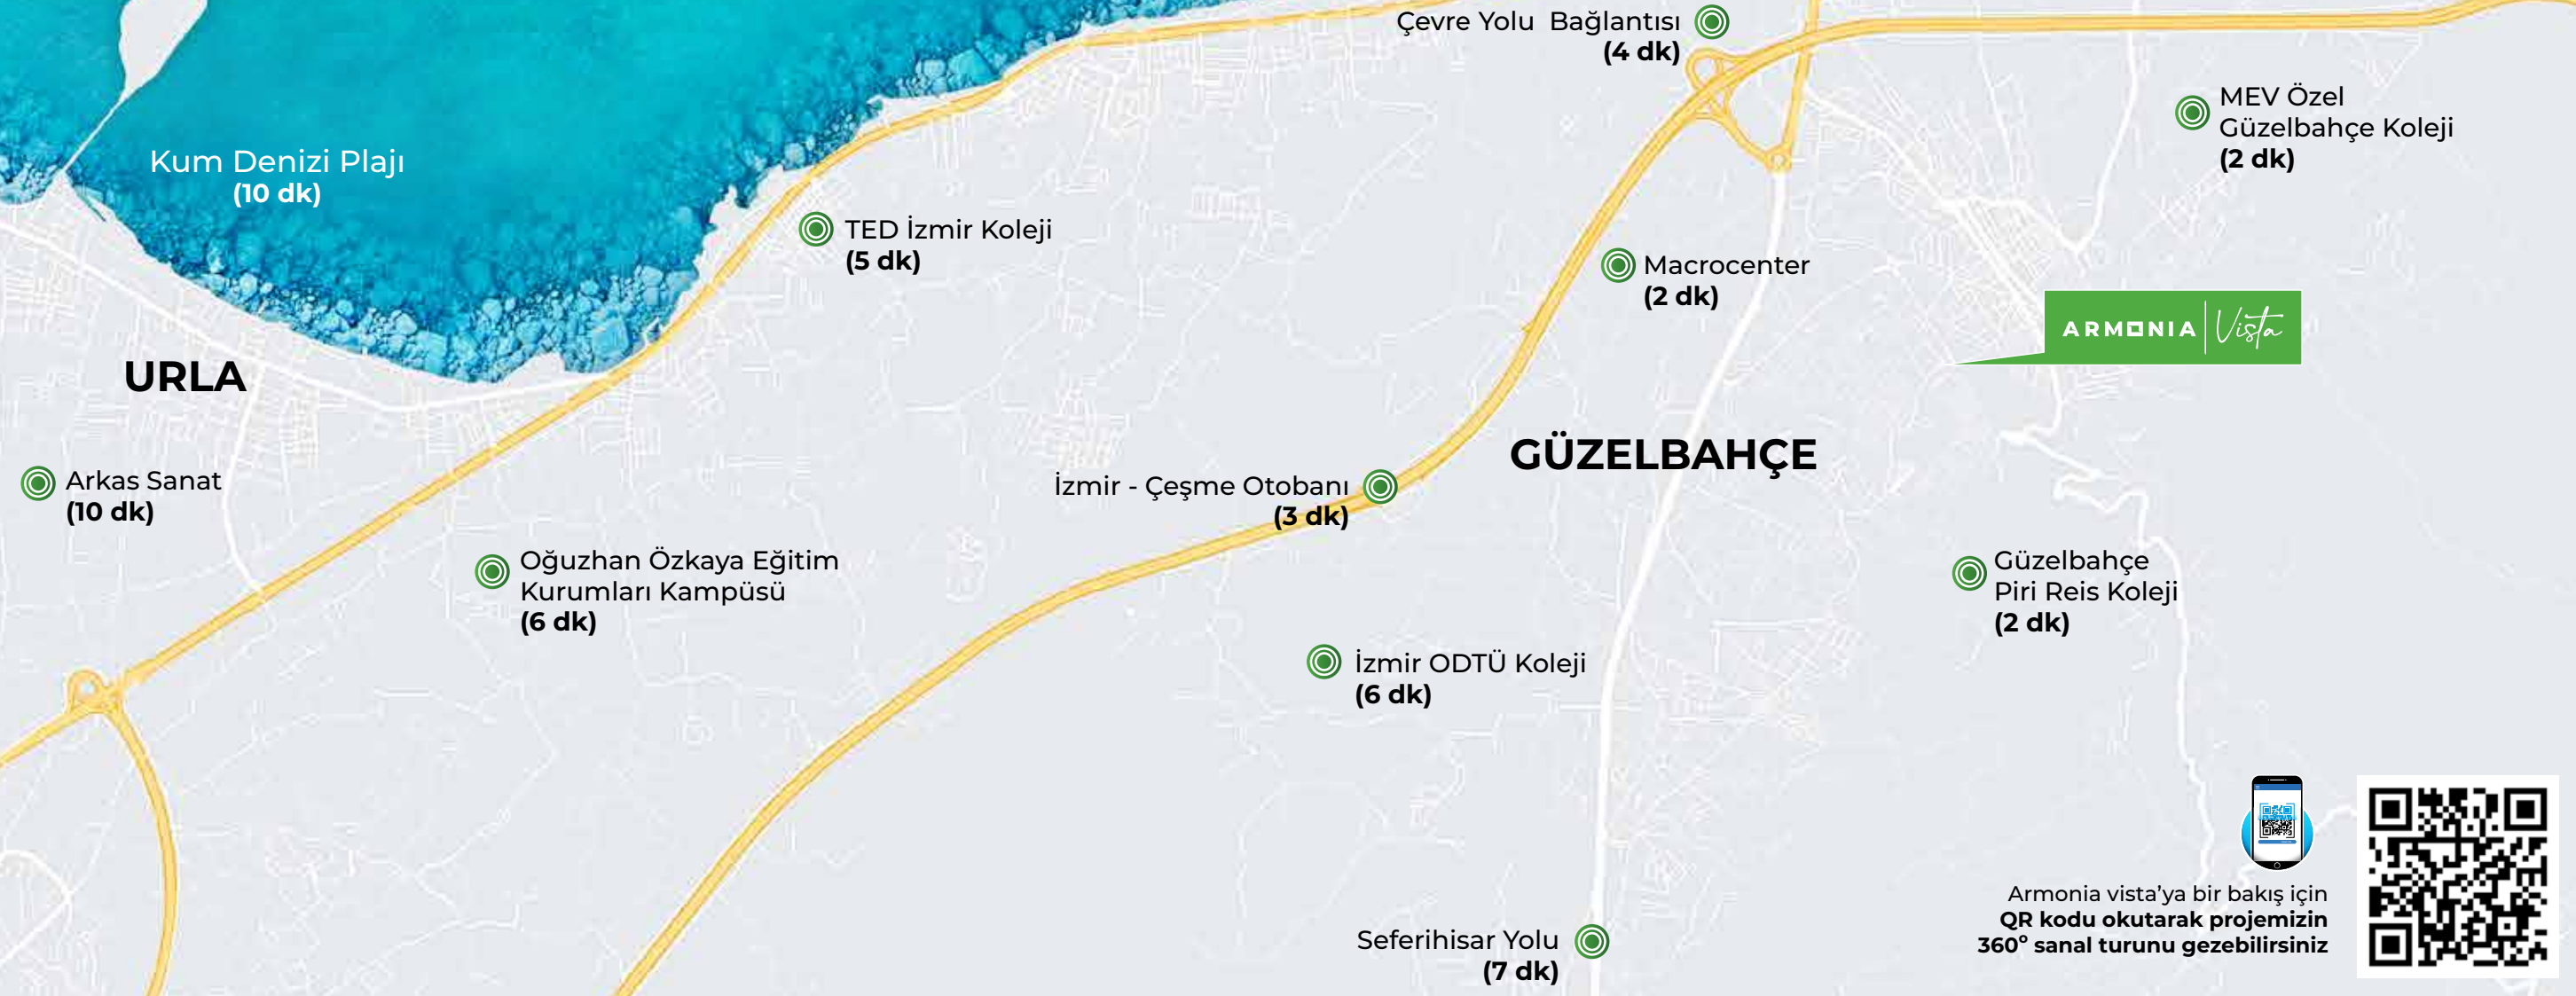 Çevre Yolu Bağlantısı
(4 dk)
MEV Özel
Güzelbahçe Koleji
(2 dk)
Kum Denizi Plajı
(10 dk)
TED İzmir Koleji
(5 dk)
Macrocenter
(2 dk)
ARMONIA Vista
URLA
GÜZELBAHÇE
Arkas Sanat
(10 dk)
İzmir - Çeşme Otobanı
(3 dk)
Oğuzhan Özkaya Eğitim
Kurumları Kampüsü
(6 dk)
Güzelbahçe
Piri Reis Koleji
(2 dk)
İzmir ODTÜ Koleji
(6 dk)
Seferihisar Yolu
(7 dk)
Armonia vista’ya bir bakış için
QR kodu okutarak projemizin
360° sanal turunu gezebilirsiniz